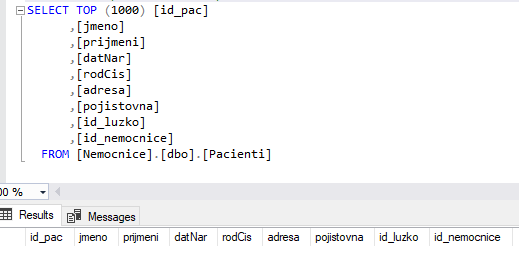 SELECT TOP (1000) [id_pac]
,[jmeno]
,[prijmeni]
,[datNar]
,[rodCis]
,[adresa]
,[pojistovna]
,[id_luzko]
,[id_nemocnice]
FROM [Nemocnice].[dbo].[Pacienti]
00 %
Results Messages
id_pac jmeno prijmeni datNar rodCis adresa pojistovna id_luzko id_nemocnice